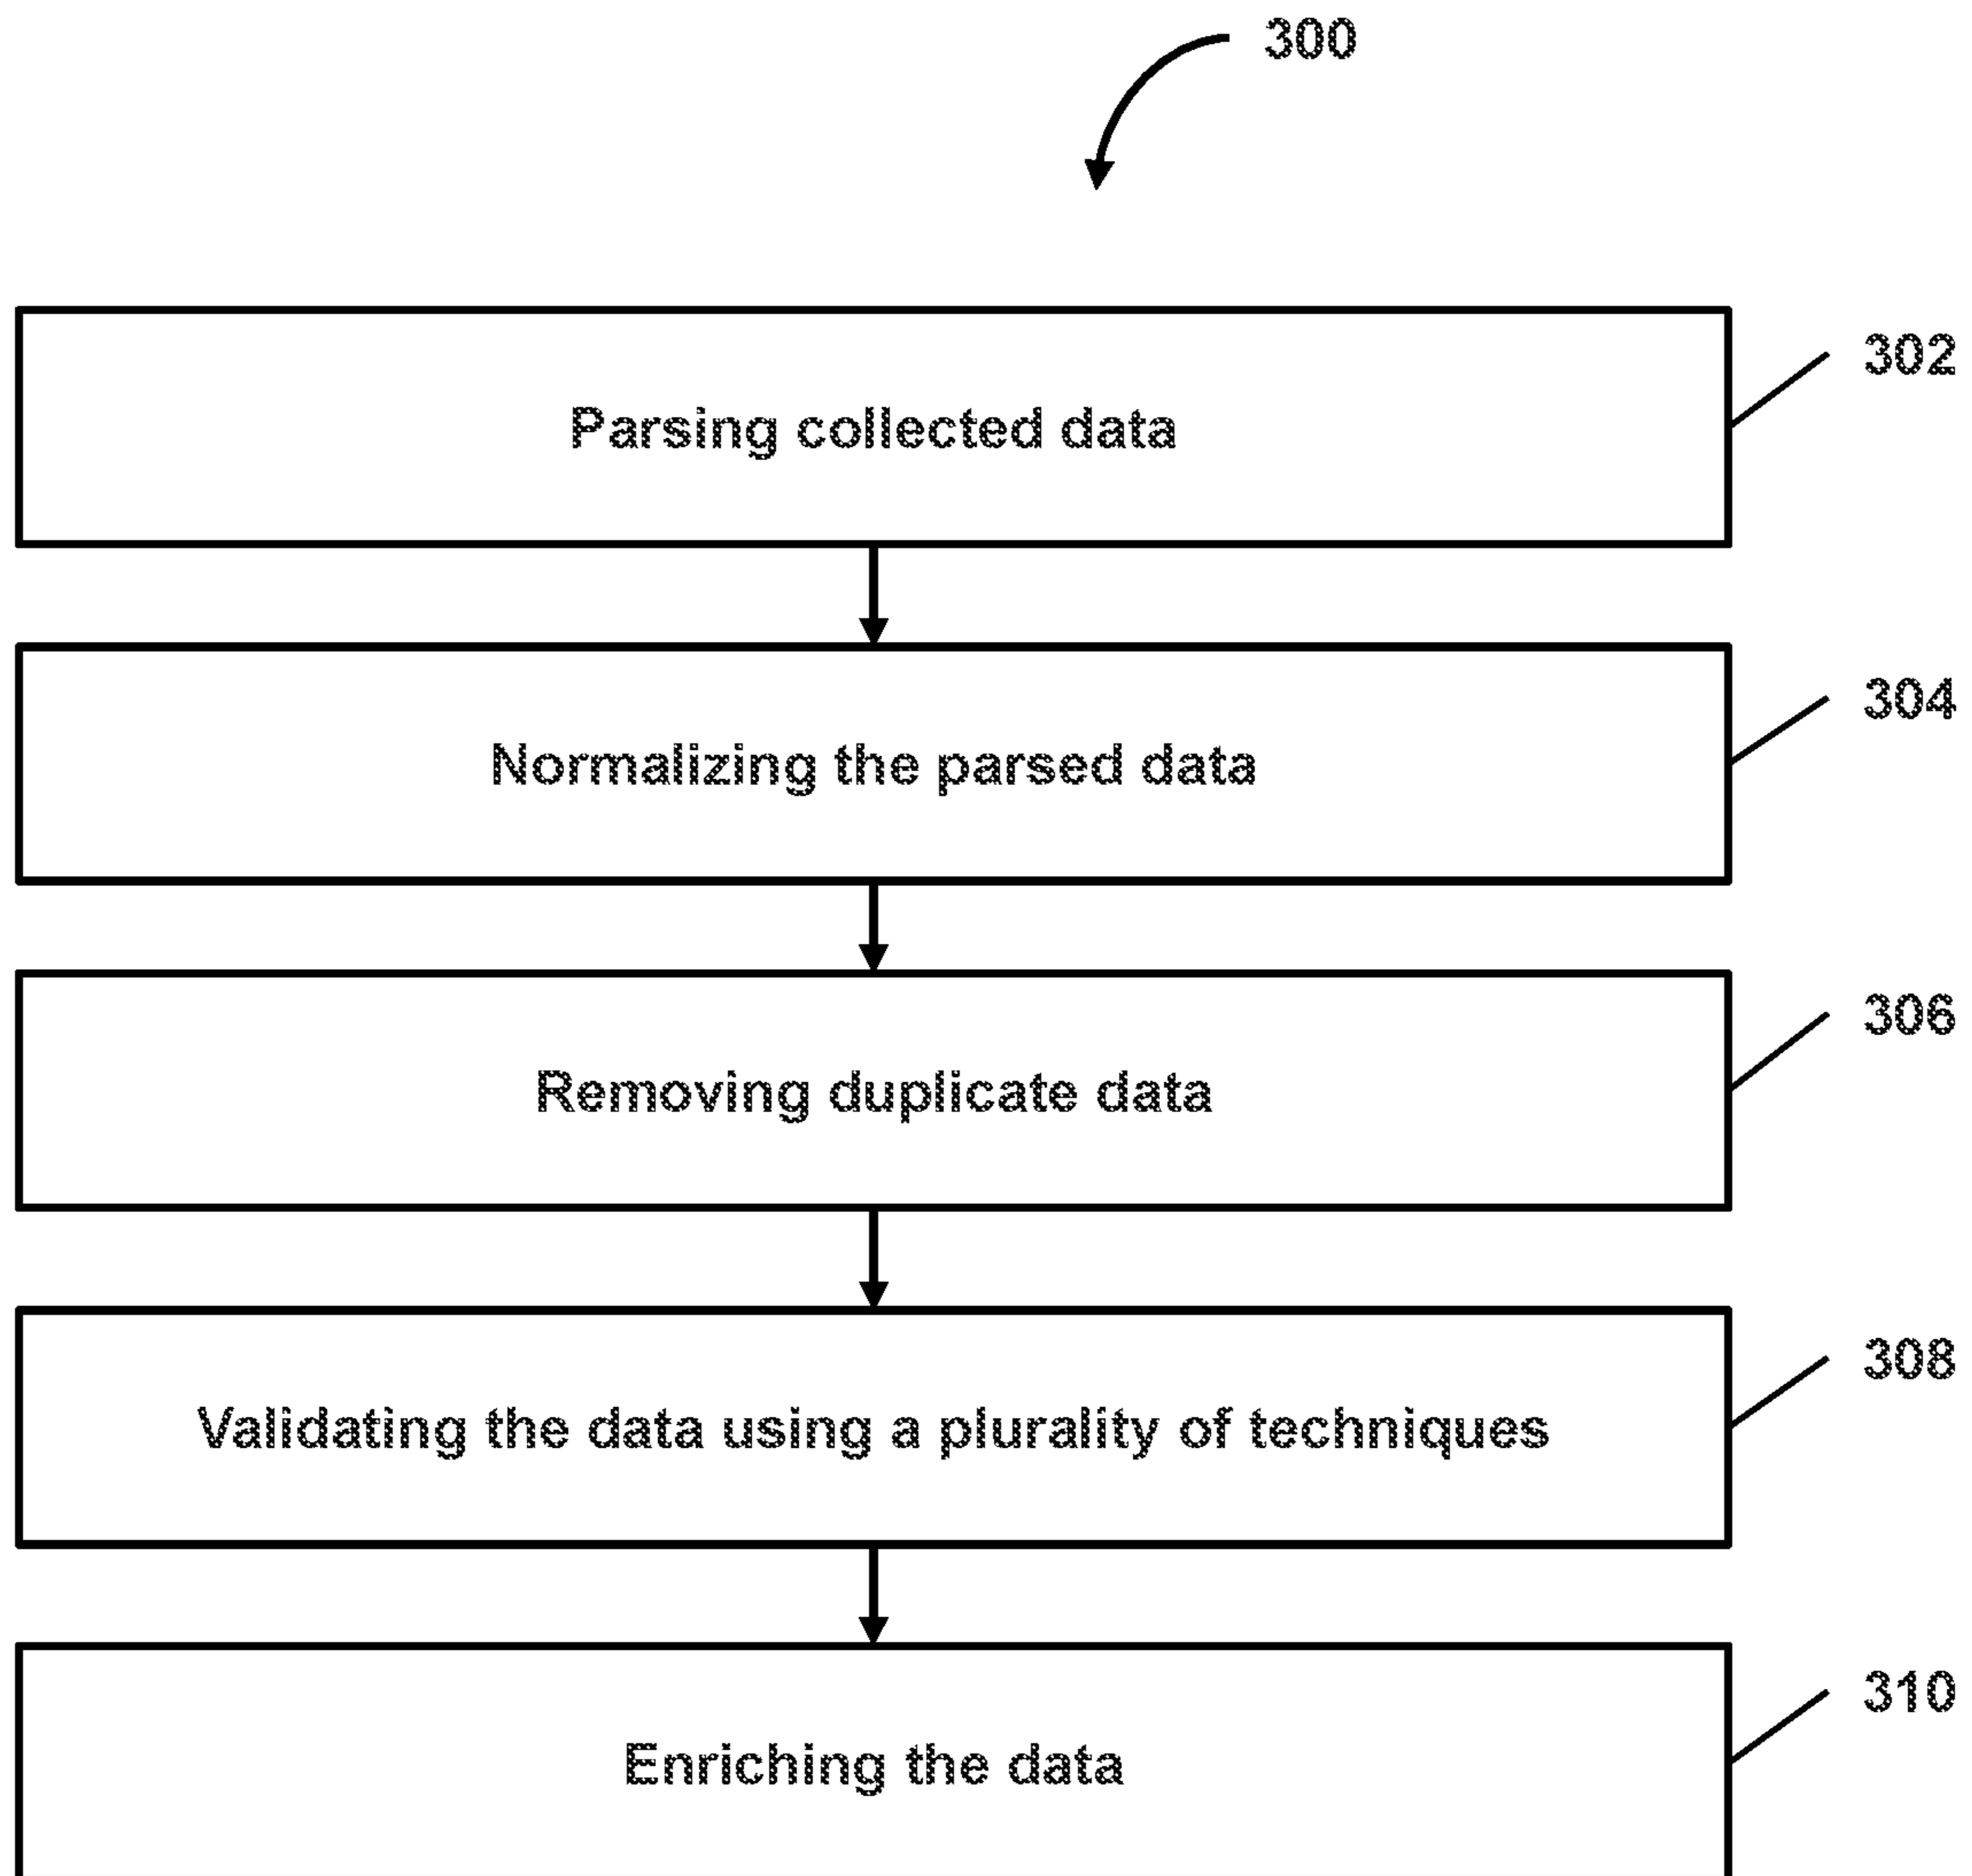 300
Parsing collected data
302
Normalizing the parsed data
304
Removing duplicate data
306
Validating the data using a plurality of techniques
308
Enriching the data
310